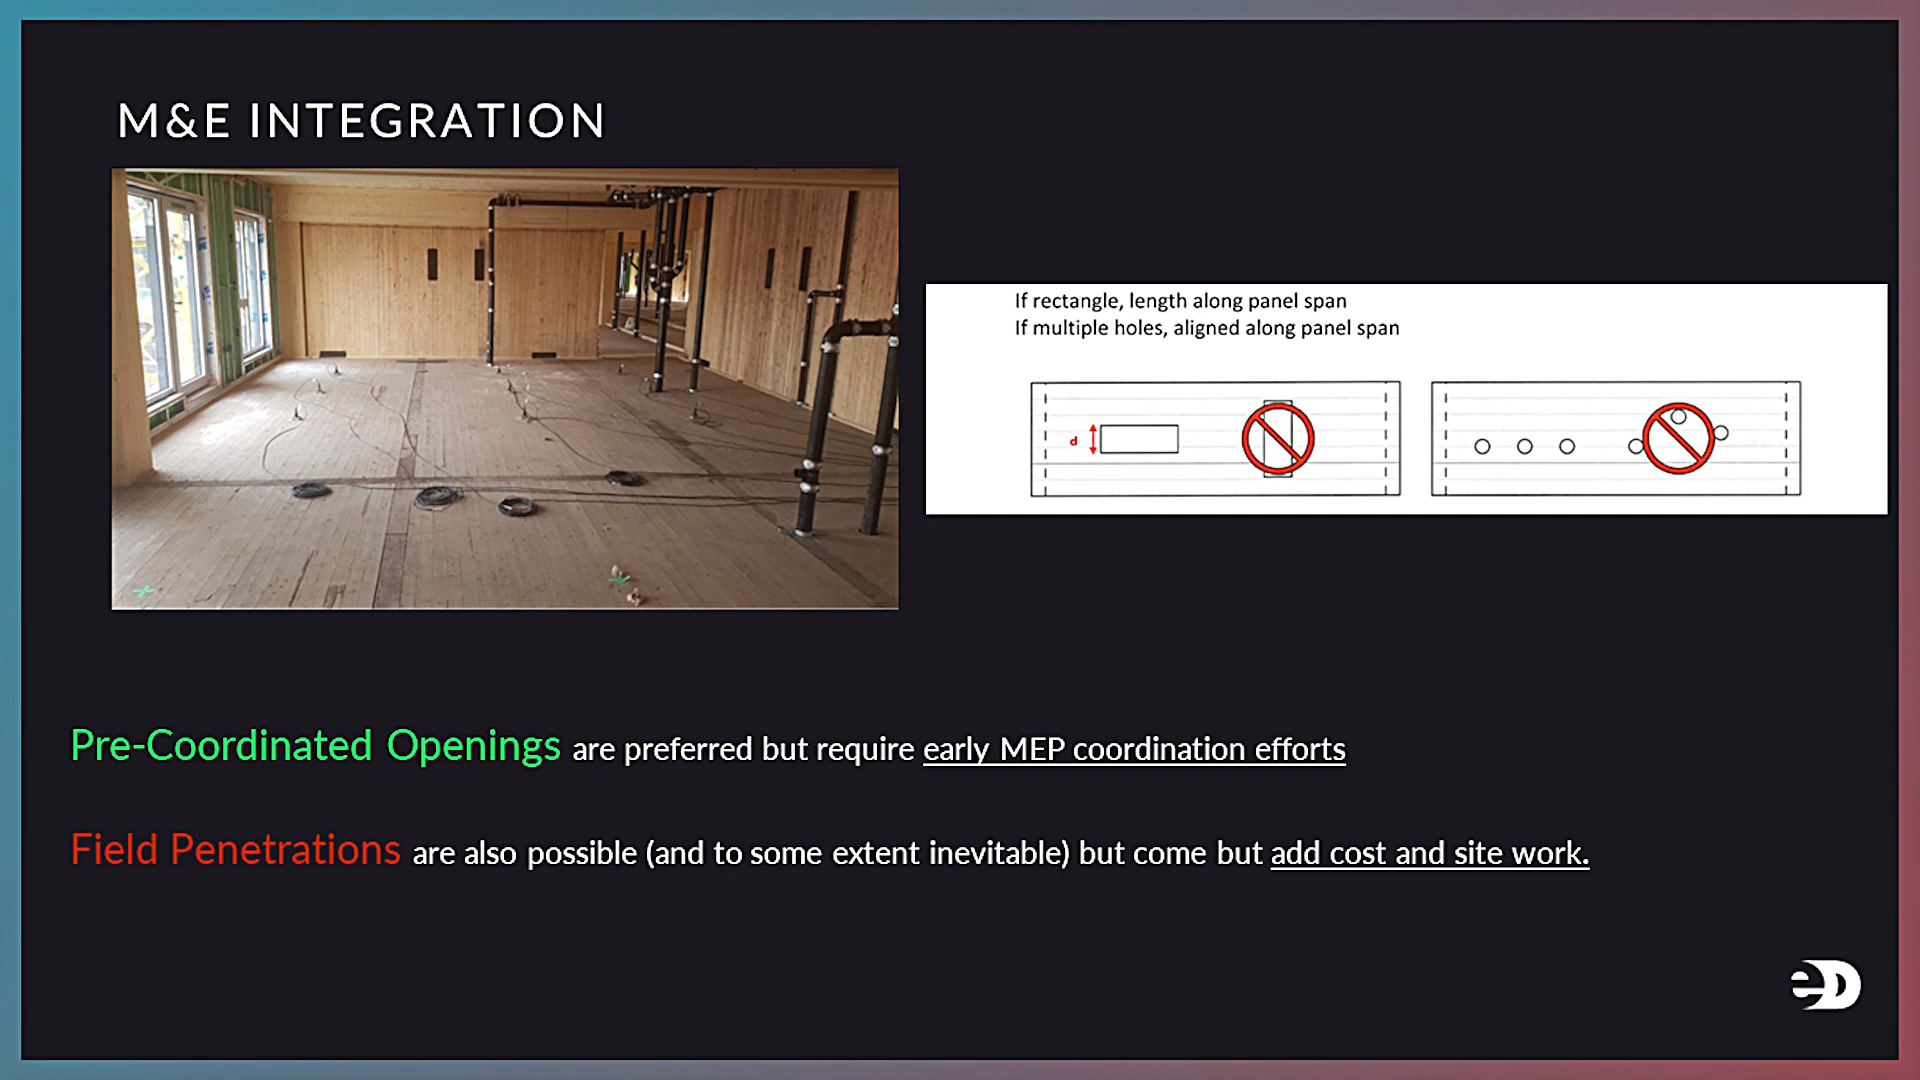 M&E INTEGRATION
If rectangle, length along panel span
If multiple holes, aligned along panel span
d
Pre-Coordinated Openings are preferred but require early MEP coordination efforts
Field Penetrations are also possible (and to some extent inevitable) but come but add cost and site work.
eD